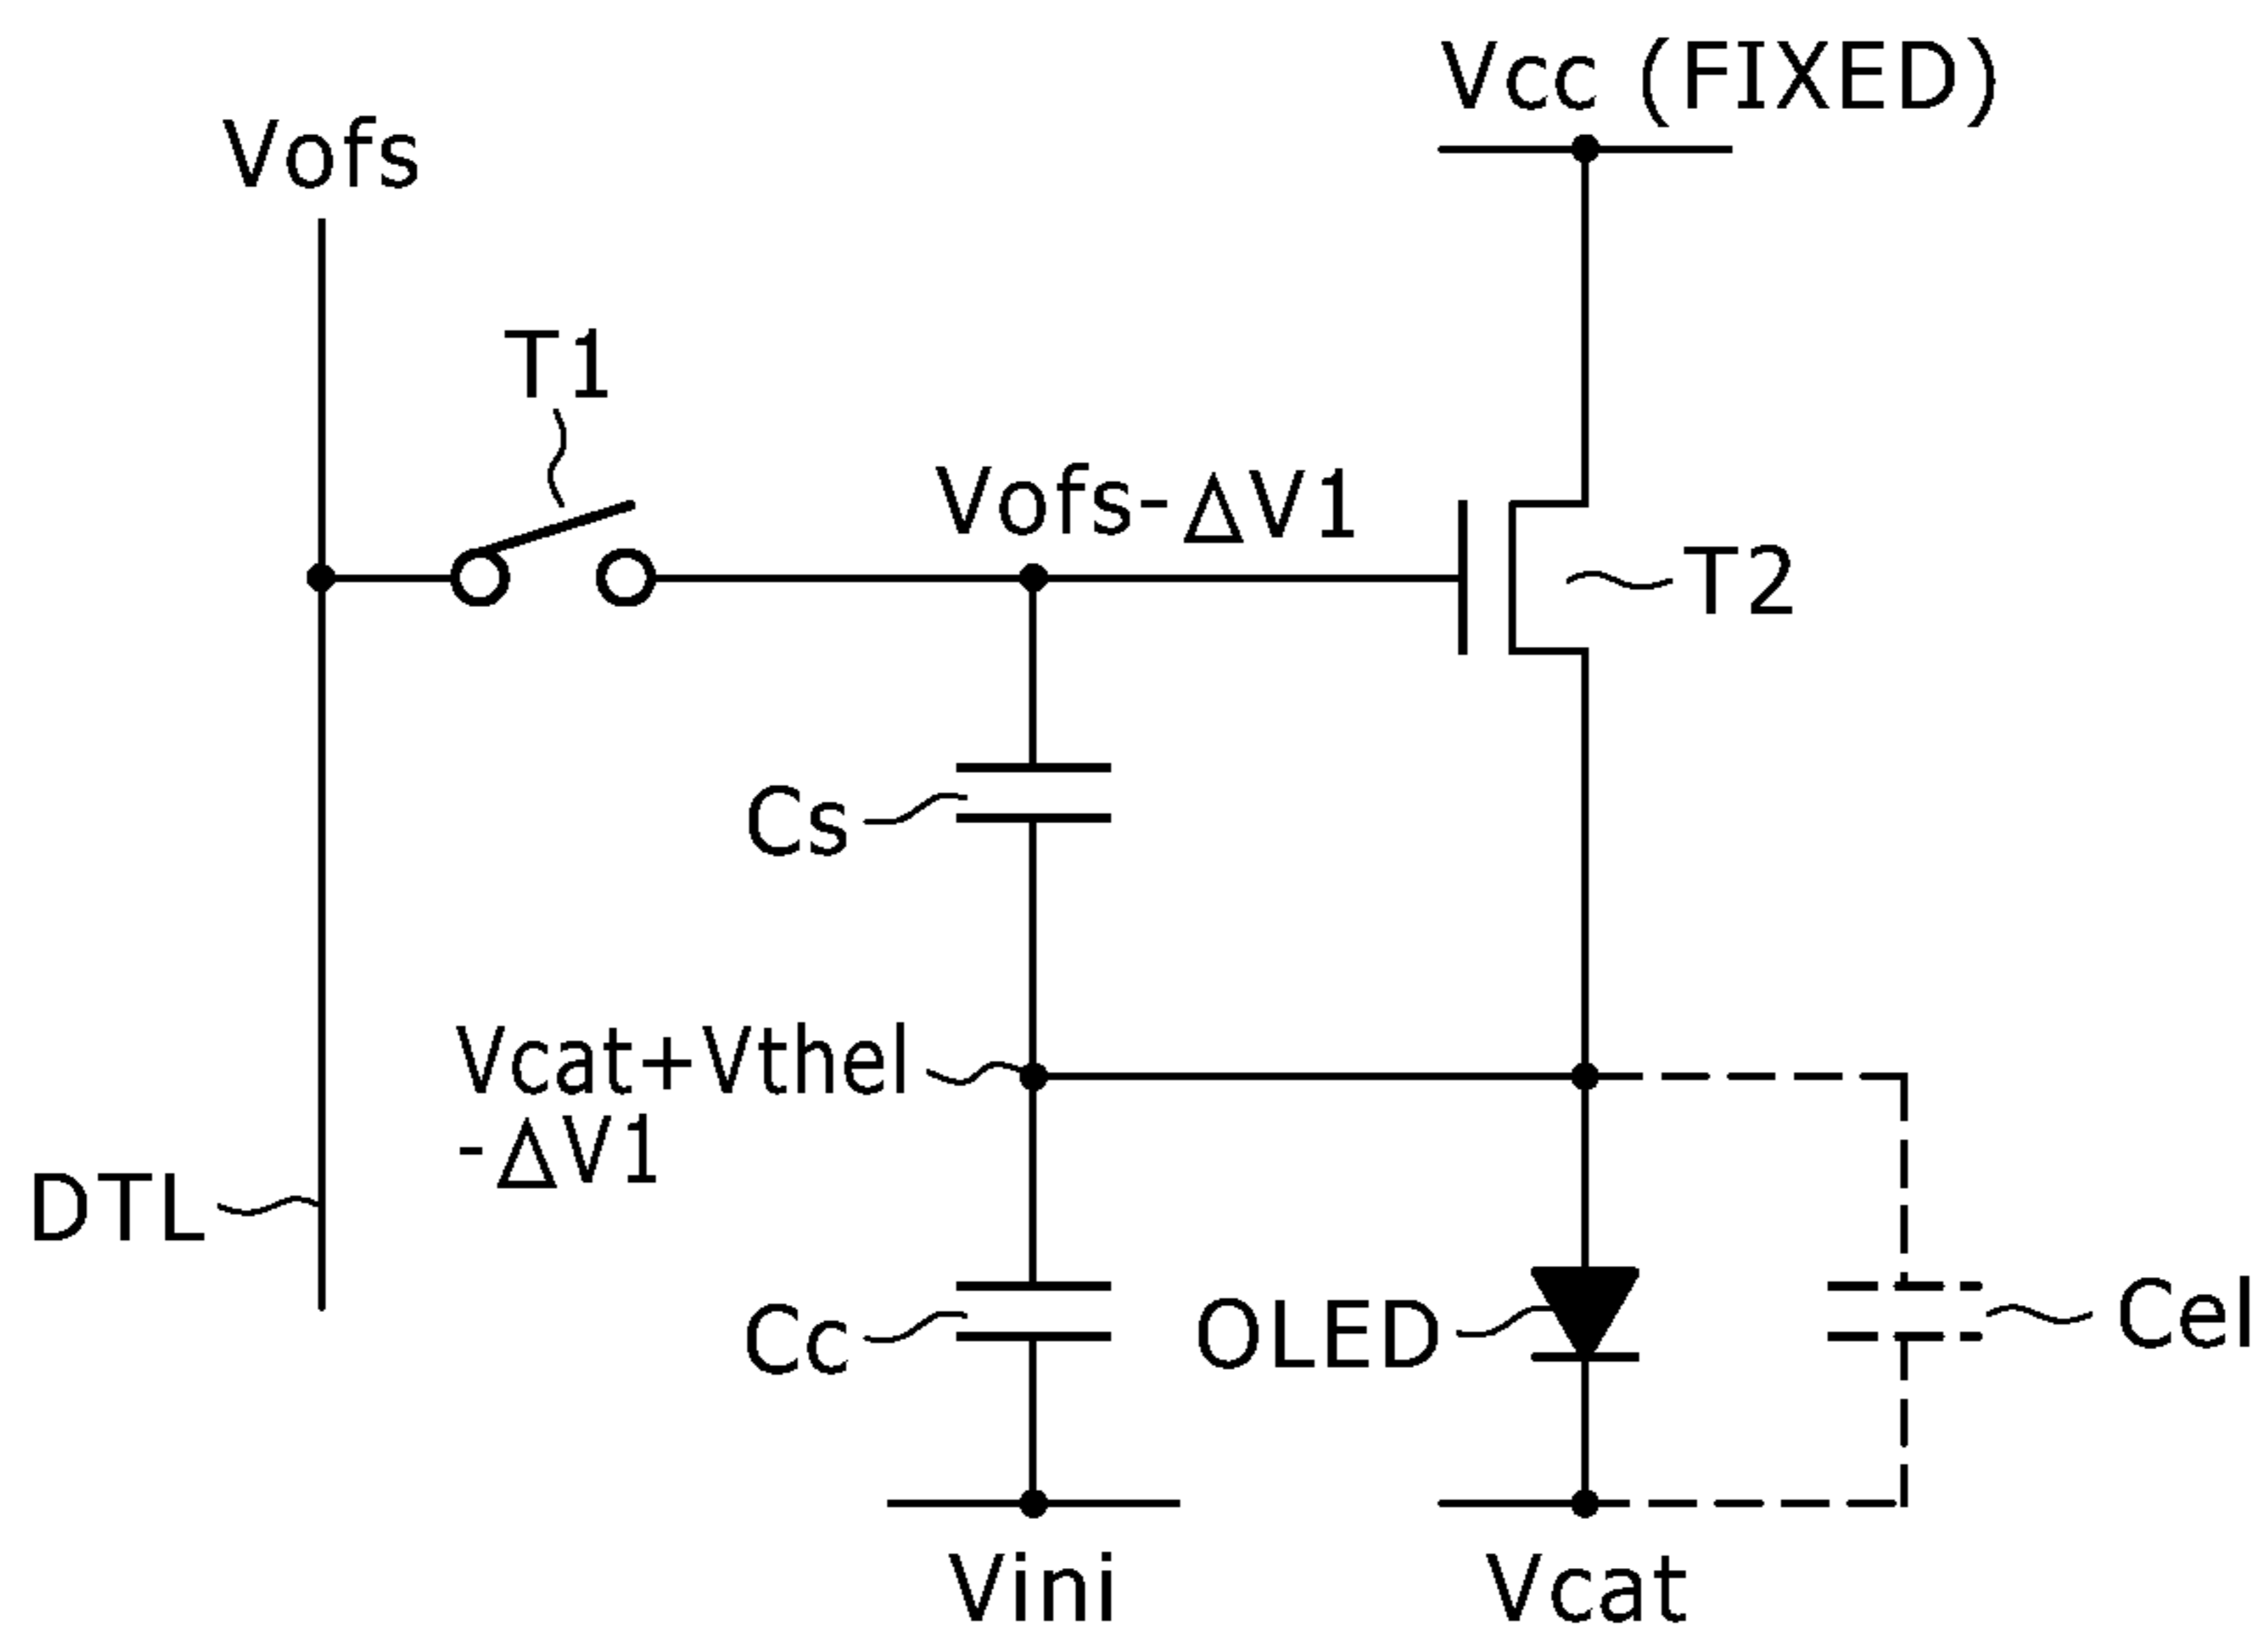 Vcc (FIXED)
Vofs
T1
Vofs-ΔV1
T2
Cs
Vcat+Vthel
-ΔV1
DTL
Cc
OLED
Cel
Vini
Vcat